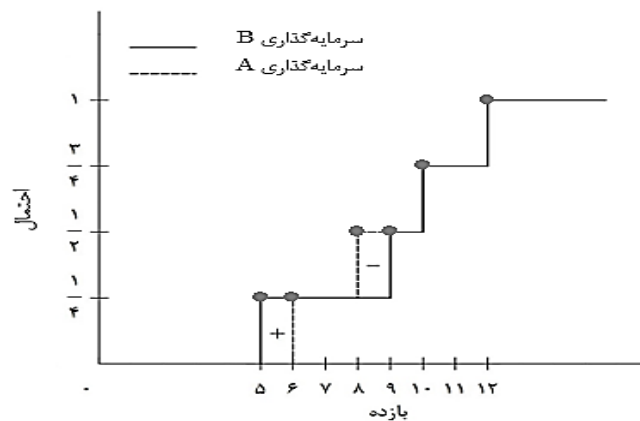 سرمایه‌گذاری B
سرمایه‌گذاری A
۱
۳
۴
۱
۲
۱
۴
احتمال
+
−
۰ ۵ ۶ ۷ ۸ ۹ ۱۰ ۱۱ ۱۲
بازده